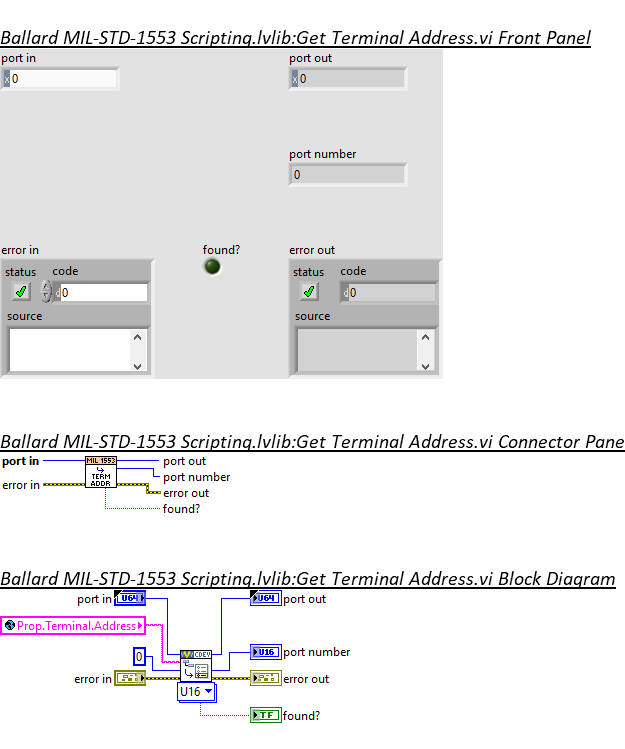 Ballard MIL-STD-1553 Scripting.lvlib:Get Terminal Address.vi Front Panel
port in
port out
x 0
x 0
port number
0
error in
found?
error out
status code
status code
d 0
d 0
source
source
Ballard MIL-STD-1553 Scripting.lvlib:Get Terminal Address.vi Connector Pane
port in
MIL 1553
port out
TERM
port number
error in
ADDR
error out
found?
Ballard MIL-STD-1553 Scripting.lvlib:Get Terminal Address.vi Block Diagram
port in U64
U64 port out
Prop.Terminal.Address
0
CDEV
U16 port number
error in
error out
U16
TF found?